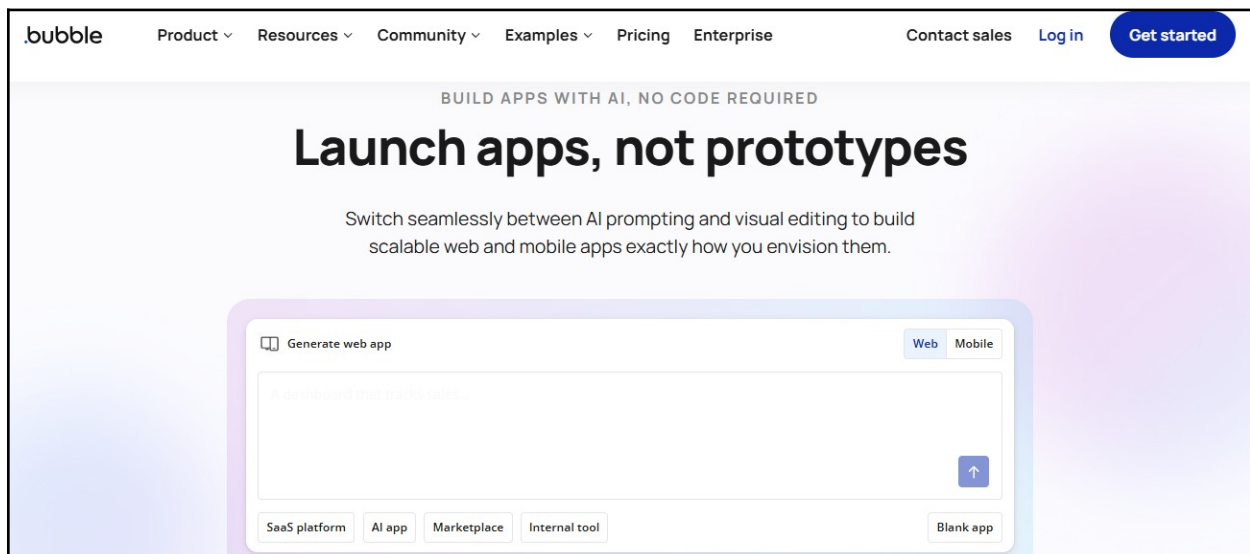 .bubble
Product
Resources
Community
Examples
Pricing
Enterprise
Contact sales
Log in
Get started
BUILD APPS WITH AI, NO CODE REQUIRED
Launch apps, not prototypes
Switch seamlessly between AI prompting and visual editing to build
scalable web and mobile apps exactly how you envision them.
Generate web app
Web
Mobile
SaaS platform
AI app
Marketplace
Internal tool
Blank app